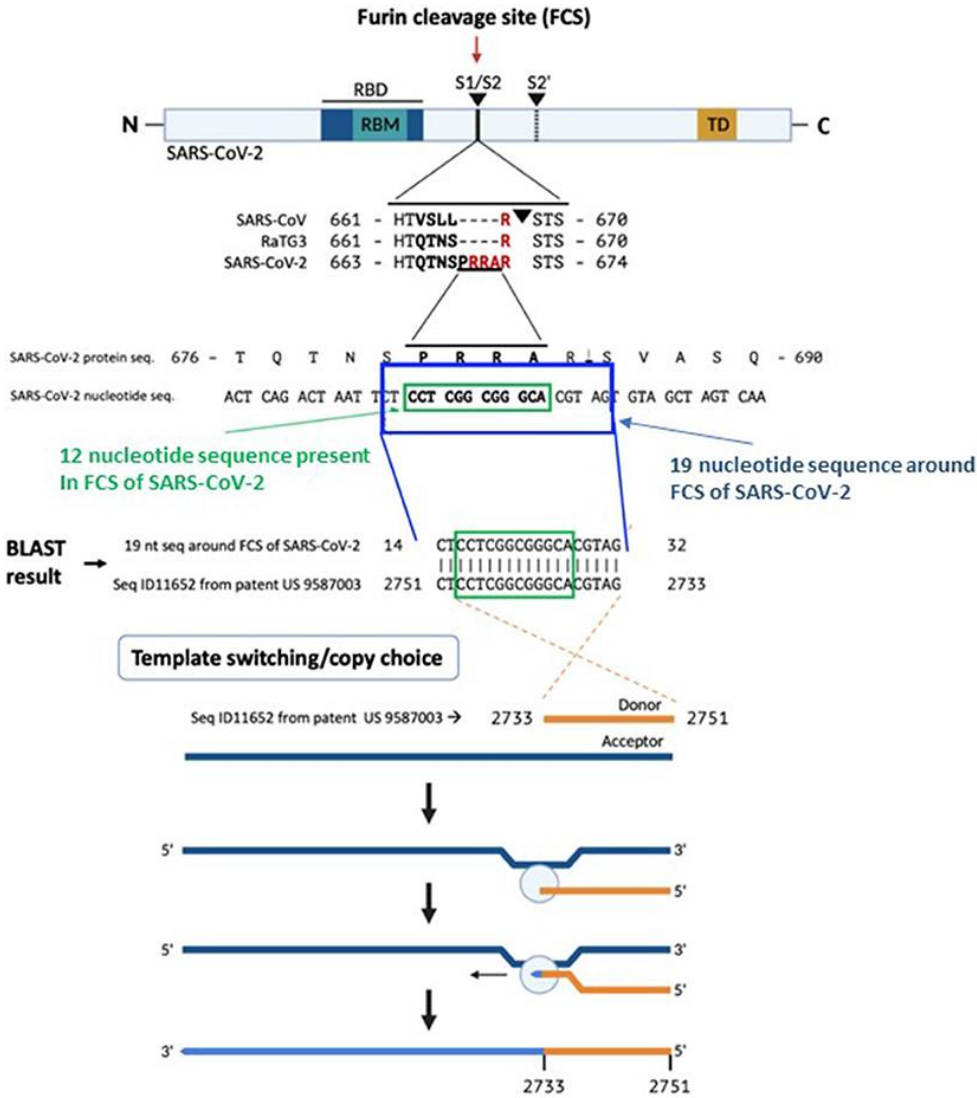 Furin cleavage site (FCS)
S1/S2 S2'
RBD
N RBM TD C
SARS-CoV-2
SARS-CoV 661 - HTVSLL----R STS - 670
RaTG3 661 - HTQTNS----R STS - 670
SARS-CoV-2 663 - HTQTNSPRRAR STS - 674
SARS-CoV-2 protein seq. 676 - T Q T N S P R R A R S V A S Q - 690
SARS-CoV-2 nucleotide seq. ACT CAG ACT AAT TCT CCT CGG CGG GCA CGT AGT GTA GCT AGT CAA
12 nucleotide sequence present
In FCS of SARS-CoV-2
19 nucleotide sequence around
FCS of SARS-CoV-2
BLAST
result
19 nt seq around FCS of SARS-CoV-2 14 CTCCTCGGCGGGCACGTAG 32
Seq ID11652 from patent US 9587003 2751 CTCCTCGGCGGGCACGTAG 2733
Template switching/copy choice
Donor
Seq ID11652 from patent US 9587003 → 2733 2751
Acceptor
5' 3'
5'
5' 3'
5'
3' 5'
2733 2751